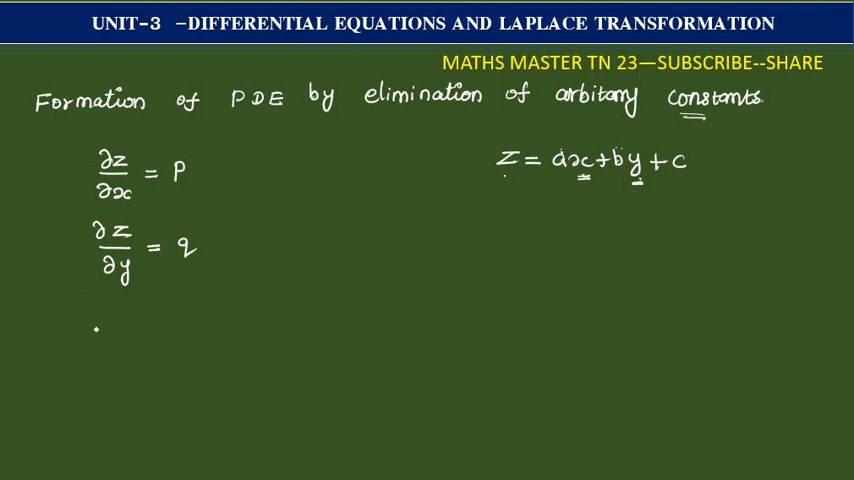 UNIT-3 -DIFFERENTIAL EQUATIONS AND LAPLACE TRANSFORMATION
MATHS MASTER TN 23—SUBSCRIBE--SHARE
Formation of PDE by elimination of arbitary constants.
∂z/∂x = P
z = ax+by+c
∂z/∂y = q